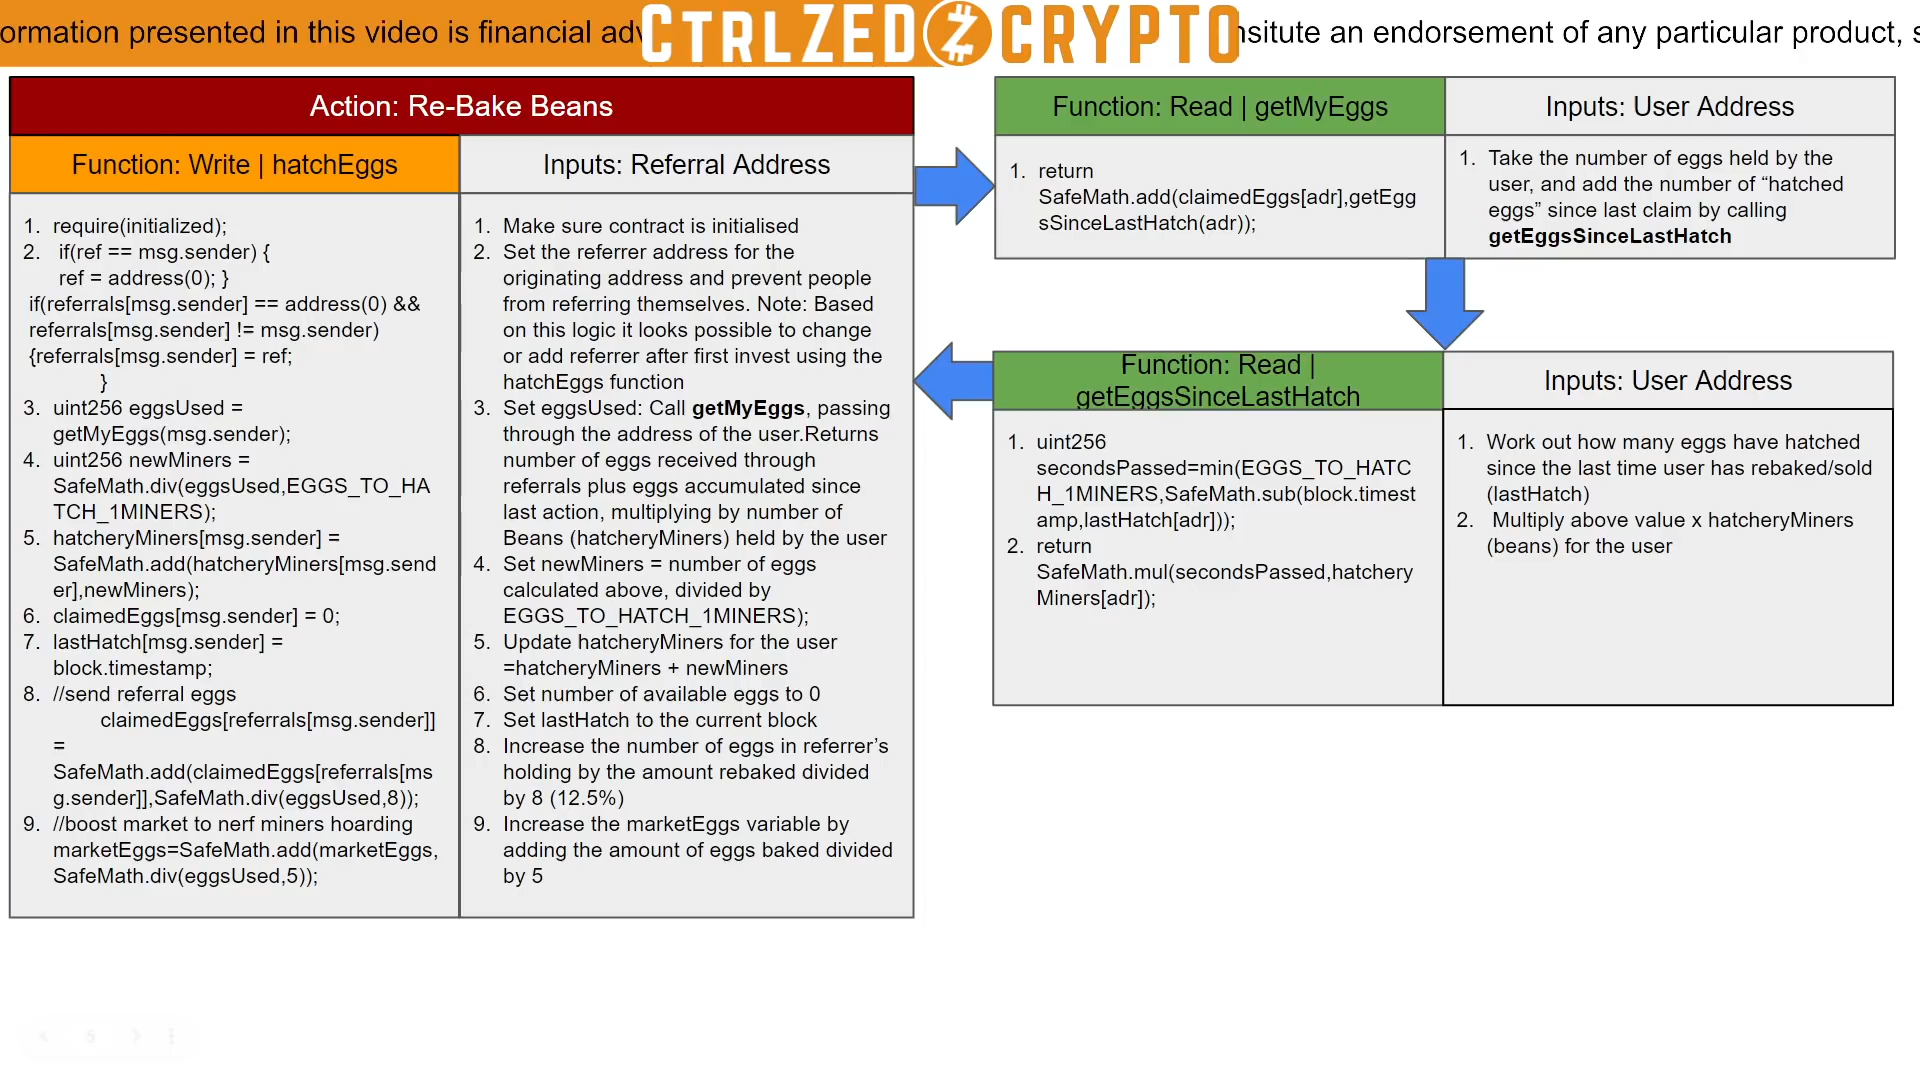 ormation presented in this video is financial adv
CTRLZED CRYPTO
nsitute an endorsement of any particular product, s
Action: Re-Bake Beans
Function: Write | hatchEggs
Inputs: Referral Address
1. require(initialized);
2. if(ref == msg.sender) {
ref = address(0); }
if(referrals[msg.sender] == address(0) &&
referrals[msg.sender] != msg.sender)
{referrals[msg.sender] = ref;
}
3. uint256 eggsUsed =
getMyEggs(msg.sender);
4. uint256 newMiners =
SafeMath.div(eggsUsed,EGGS_TO_HA
TCH_1MINERS);
5. hatcheryMiners[msg.sender] =
SafeMath.add(hatcheryMiners[msg.send
er],newMiners);
6. claimedEggs[msg.sender] = 0;
7. lastHatch[msg.sender] =
block.timestamp;
8. //send referral eggs
claimedEggs[referrals[msg.sender]]
=
SafeMath.add(claimedEggs[referrals[ms
g.sender]],SafeMath.div(eggsUsed,8));
9. //boost market to nerf miners hoarding
marketEggs=SafeMath.add(marketEggs,
SafeMath.div(eggsUsed,5));
1. Make sure contract is initialised
2. Set the referrer address for the
originating address and prevent people
from referring themselves. Note: Based
on this logic it looks possible to change
or add referrer after first invest using the
hatchEggs function
3. Set eggsUsed: Call getMyEggs, passing
through the address of the user.Returns
number of eggs received through
referrals plus eggs accumulated since
last action, multiplying by number of
Beans (hatcheryMiners) held by the user
4. Set newMiners = number of eggs
calculated above, divided by
EGGS_TO_HATCH_1MINERS);
5. Update hatcheryMiners for the user
=hatcheryMiners + newMiners
6. Set number of available eggs to 0
7. Set lastHatch to the current block
8. Increase the number of eggs in referrer’s
holding by the amount rebaked divided
by 8 (12.5%)
9. Increase the marketEggs variable by
adding the amount of eggs baked divided
by 5
Function: Read | getMyEggs
Inputs: User Address
1. return
SafeMath.add(claimedEggs[adr],getEgg
sSinceLastHatch(adr));
1. Take the number of eggs held by the
user, and add the number of “hatched
eggs” since last claim by calling
getEggsSinceLastHatch
Function: Read |
getEggsSinceLastHatch
Inputs: User Address
1. uint256
secondsPassed=min(EGGS_TO_HATC
H_1MINERS,SafeMath.sub(block.timest
amp,lastHatch[adr]));
2. return
SafeMath.mul(secondsPassed,hatchery
Miners[adr]);
1. Work out how many eggs have hatched
since the last time user has rebaked/sold
(lastHatch)
2. Multiply above value x hatcheryMiners
(beans) for the user
5